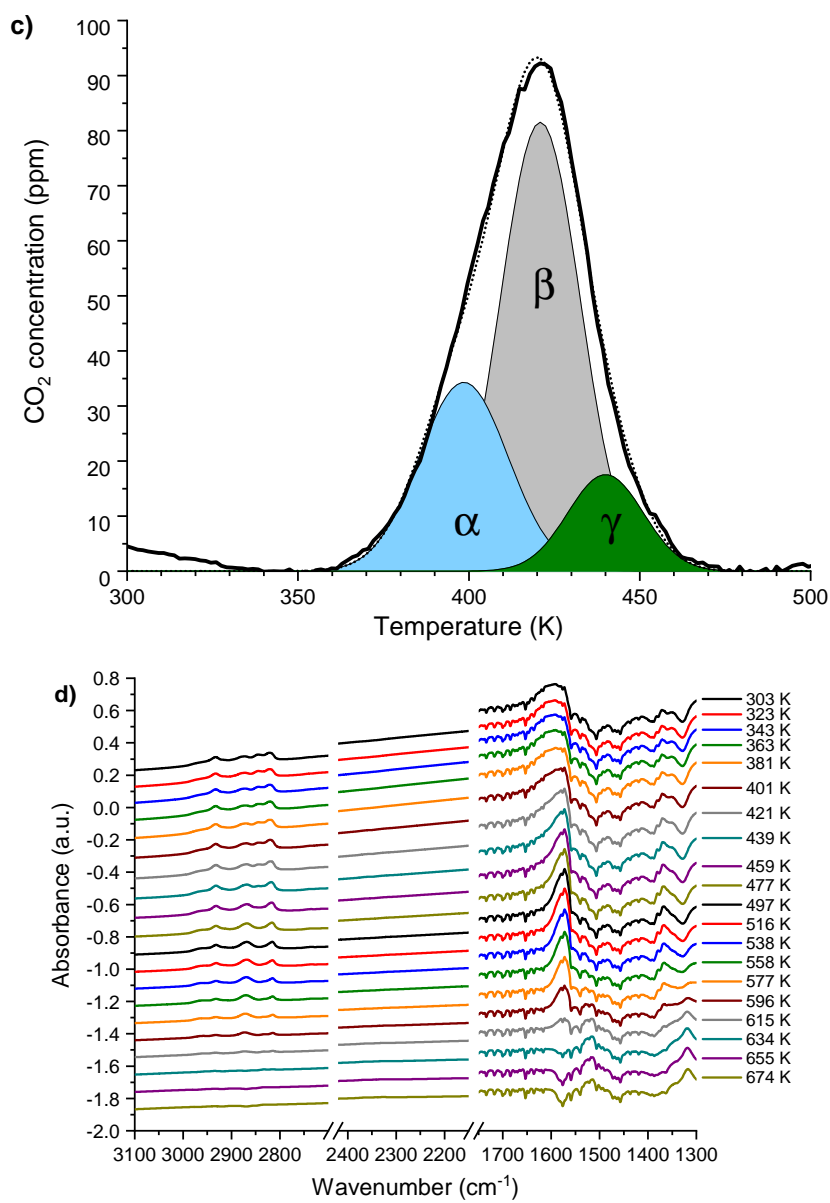 c)
100
90
80
70
60
50
40
30
20
10
0
CO₂ concentration (ppm)
α
β
γ
300 350 400 450 500
Temperature (K)
d)
0.8
0.6
0.4
0.2
0.0
-0.2
-0.4
-0.6
-0.8
-1.0
-1.2
-1.4
-1.6
-1.8
-2.0
Absorbance (a.u.)
303 K
323 K
343 K
363 K
381 K
401 K
421 K
439 K
459 K
477 K
497 K
516 K
538 K
558 K
577 K
596 K
615 K
634 K
655 K
674 K
3100 3000 2900 2800 2400 2300 2200 1700 1600 1500 1400 1300
Wavenumber (cm⁻¹)